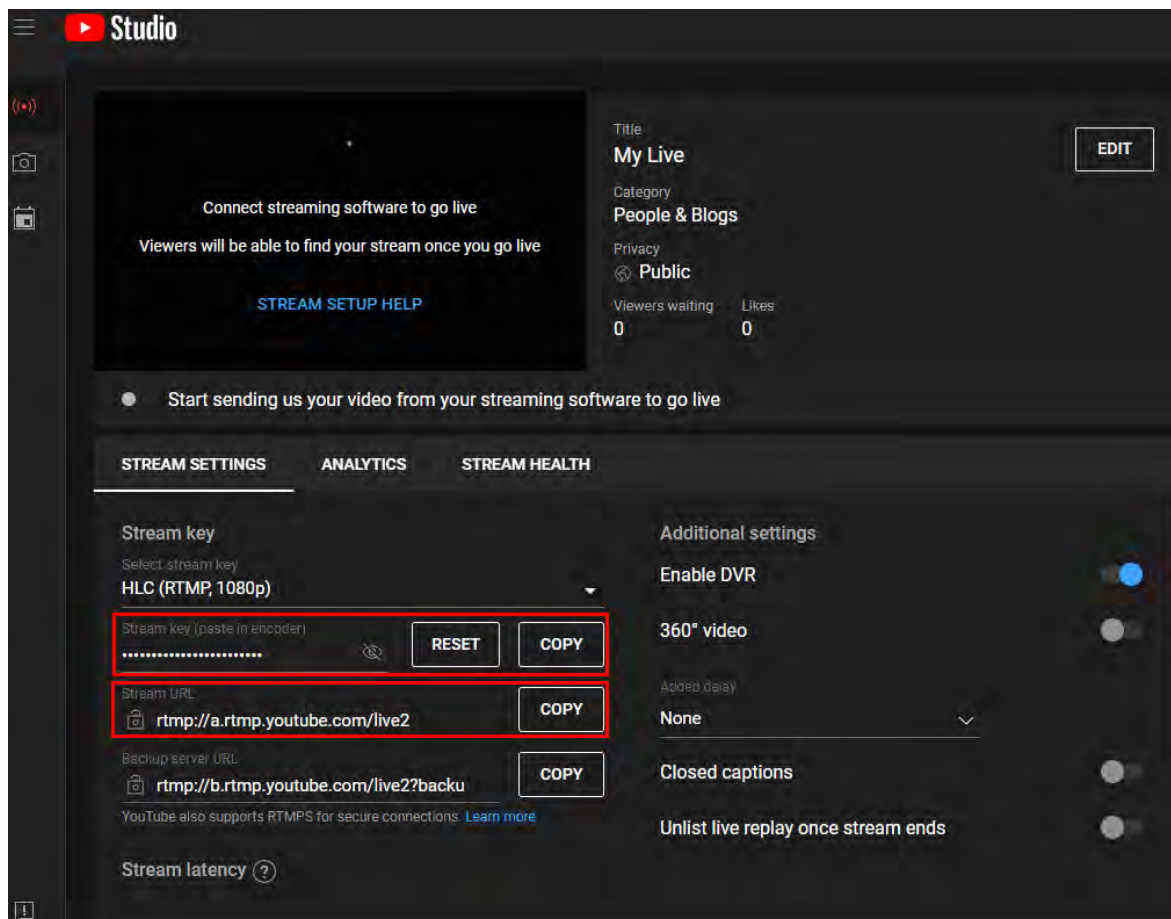 Studio
Connect streaming software to go live
Viewers will be able to find your stream once you go live
STREAM SETUP HELP
Title
My Live
EDIT
Category
People & Blogs
Privacy
Public
Viewers waiting Likes
0 0
Start sending us your video from your streaming software to go live
STREAM SETTINGS ANALYTICS STREAM HEALTH
Stream key
Select stream key
HLC (RTMP, 1080p)
Stream key (paste in encoder)
•••••••••••••••••••••••• RESET COPY
Stream URL
rtmp://a.rtmp.youtube.com/live2 COPY
Backup server URL
rtmp://b.rtmp.youtube.com/live2?backu COPY
YouTube also supports RTMPS for secure connections. Learn more
Stream latency ?
Additional settings
Enable DVR
360° video
Added delay
None
Closed captions
Unlist live replay once stream ends